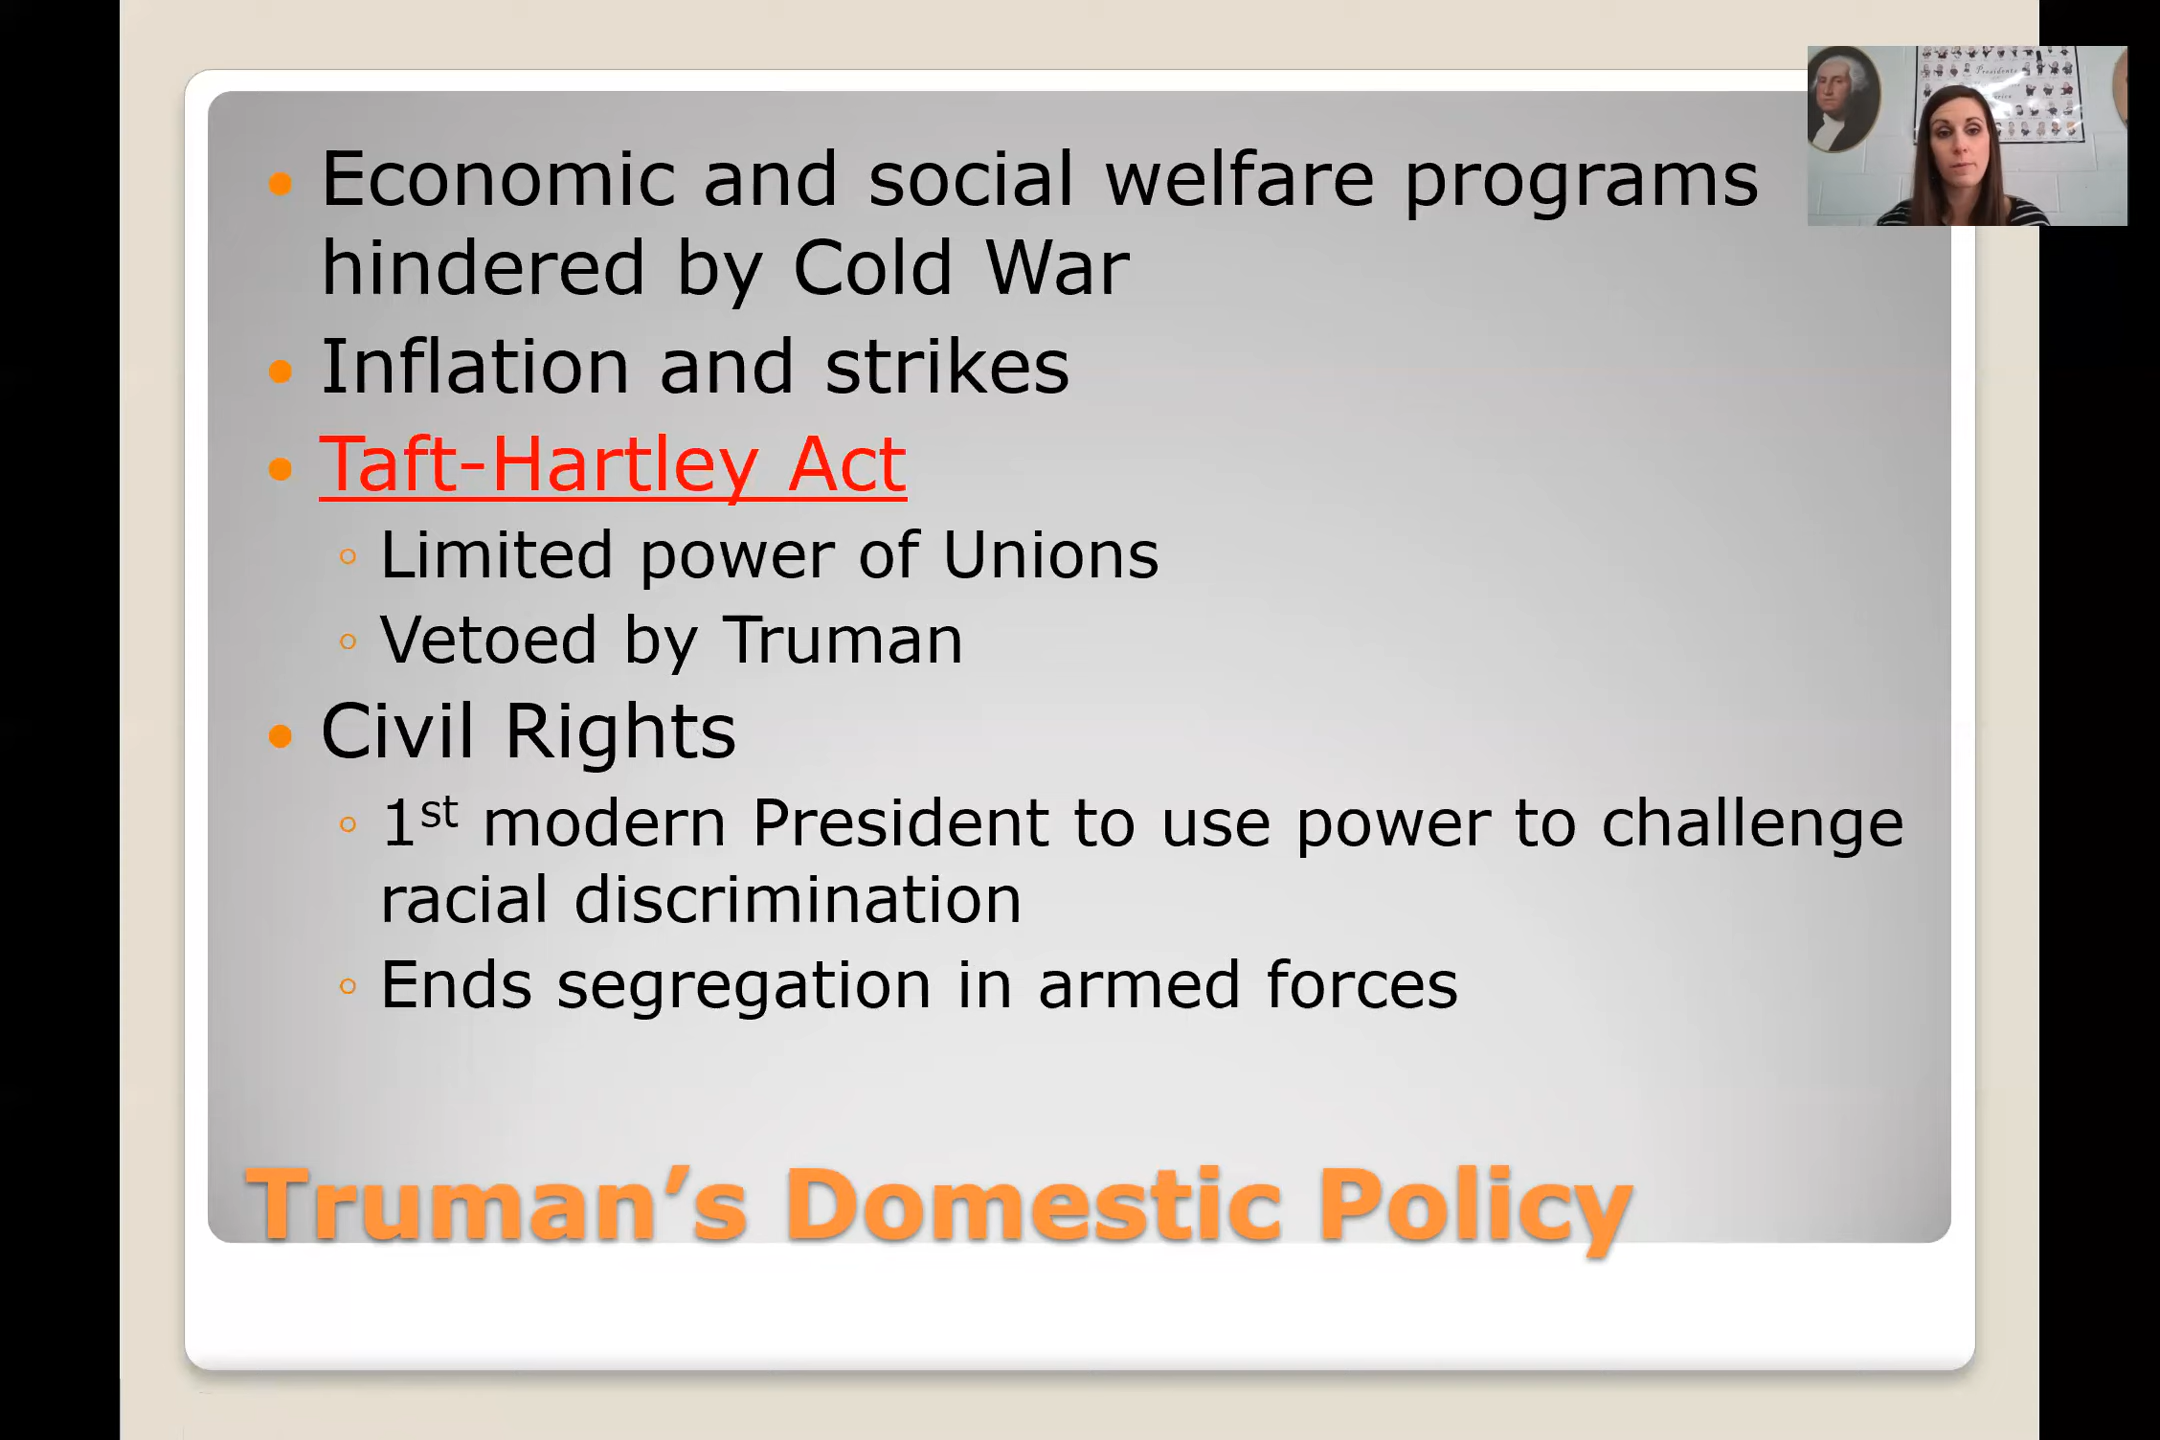 Economic and social welfare programs
hindered by Cold War
Inflation and strikes
Taft-Hartley Act
Limited power of Unions
Vetoed by Truman
Civil Rights
1st modern President to use power to challenge
racial discrimination
Ends segregation in armed forces
Truman’s Domestic Policy
Presidents